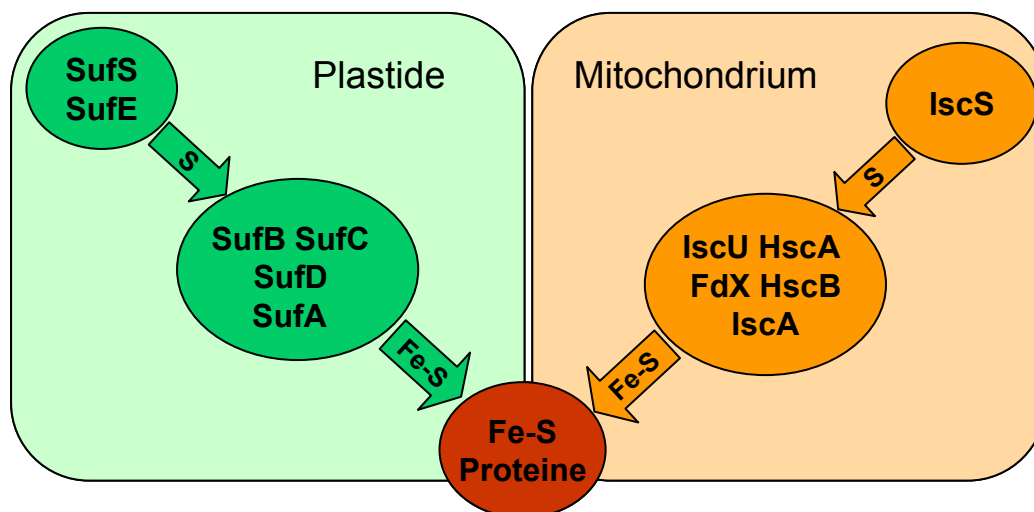 Plastide
SufS
SufE
S
SufB SufC
SufD
SufA
Fe-S
Mitochondrium
IscS
S
IscU HscA
FdX HscB
IscA
Fe-S
Fe-S
Proteine